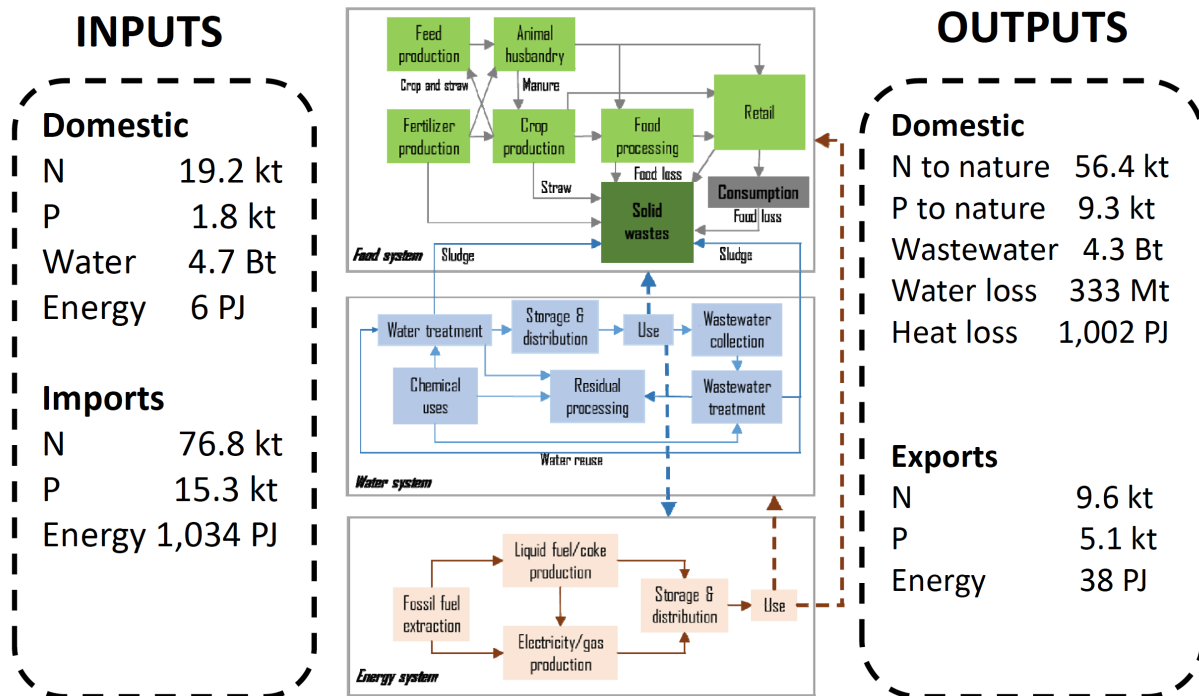 INPUTS
Domestic
N 19.2 kt
P 1.8 kt
Water 4.7 Bt
Energy 6 PJ
Imports
N 76.8 kt
P 15.3 kt
Energy 1,034 PJ
Feed
production
Animal
husbandry
Crop and straw
Manure
Retail
Fertilizer
production
Crop
production
Food
processing
Straw
Food loss
Consumption
Solid
wastes
Food loss
Food system
Sludge
Sludge
Water treatment
Storage &
distribution
Use
Wastewater
collection
Chemical
uses
Residual
processing
Wastewater
treatment
Water reuse
Water system
Liquid fuel/coke
production
Fossil fuel
extraction
Storage &
distribution
Use
Electricity/gas
production
Energy system
OUTPUTS
Domestic
N to nature 56.4 kt
P to nature 9.3 kt
Wastewater 4.3 Bt
Water loss 333 Mt
Heat loss 1,002 PJ
Exports
N 9.6 kt
P 5.1 kt
Energy 38 PJ